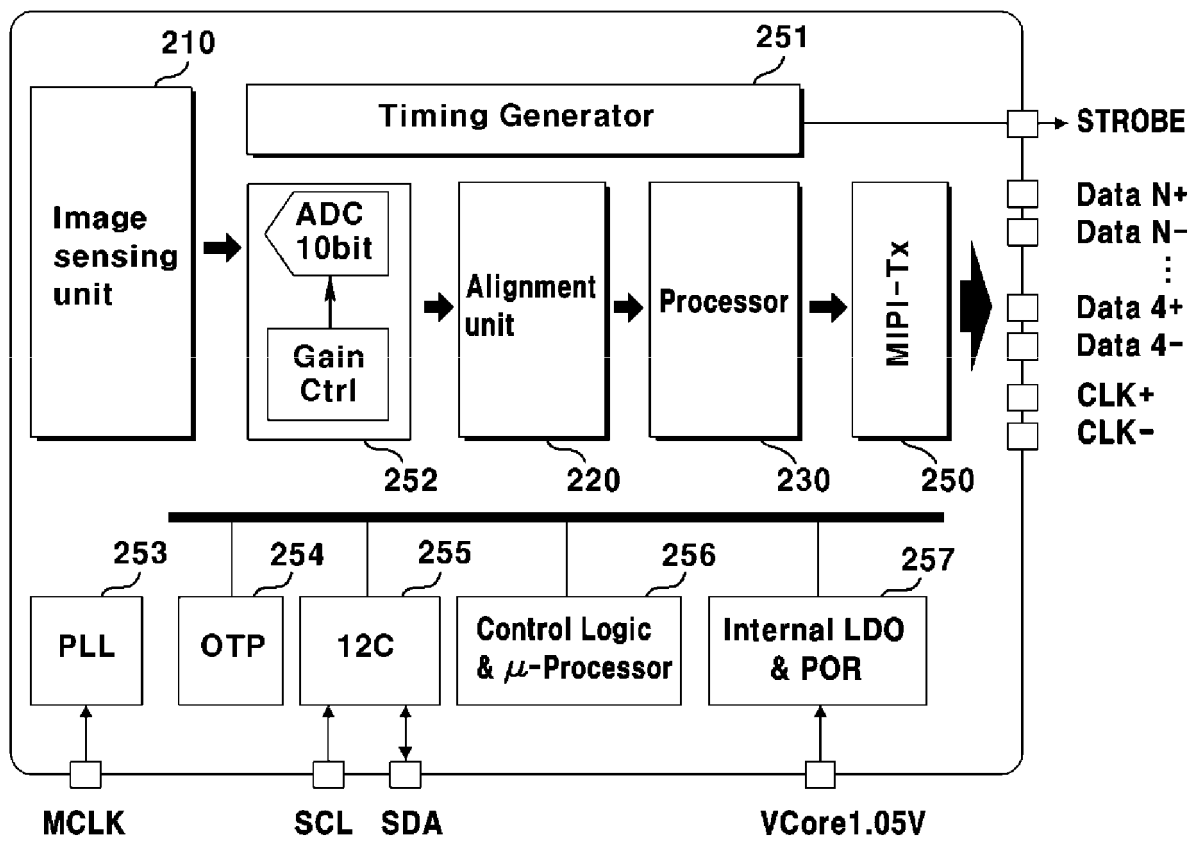 210
251
Timing Generator
STROBE
Image
sensing
unit
ADC
10bit
Gain
Ctrl
Alignment
unit
Processor
MIPI-Tx
Data N+
Data N-
⋮
Data 4+
Data 4-
CLK+
CLK-
252
220
230
250
253
254
255
256
257
PLL
OTP
12C
Control Logic
& μ-Processor
Internal LDO
& POR
MCLK
SCL
SDA
VCore1.05V